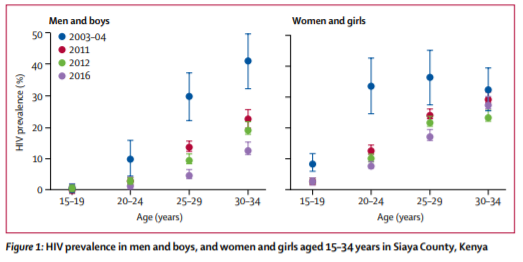 Men and boys
Women and girls
50
40
30
20
10
0
HIV prevalence (%)
2003–04
2011
2012
2016
15–19 20–24 25–29 30–34
15–19 20–24 25–29 30–34
Age (years)
Age (years)
Figure 1: HIV prevalence in men and boys, and women and girls aged 15–34 years in Siaya County, Kenya